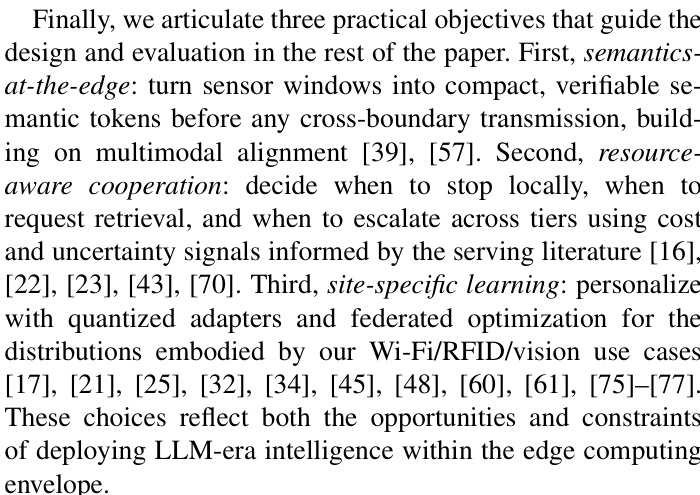 Finally, we articulate three practical objectives that guide the
design and evaluation in the rest of the paper. First, semantics-
at-the-edge: turn sensor windows into compact, verifiable se-
mantic tokens before any cross-boundary transmission, build-
ing on multimodal alignment [39], [57]. Second, resource-
aware cooperation: decide when to stop locally, when to
request retrieval, and when to escalate across tiers using cost
and uncertainty signals informed by the serving literature [16],
[22], [23], [43], [70]. Third, site-specific learning: personalize
with quantized adapters and federated optimization for the
distributions embodied by our Wi-Fi/RFID/vision use cases
[17], [21], [25], [32], [34], [45], [48], [60], [61], [75]–[77].
These choices reflect both the opportunities and constraints
of deploying LLM-era intelligence within the edge computing
envelope.